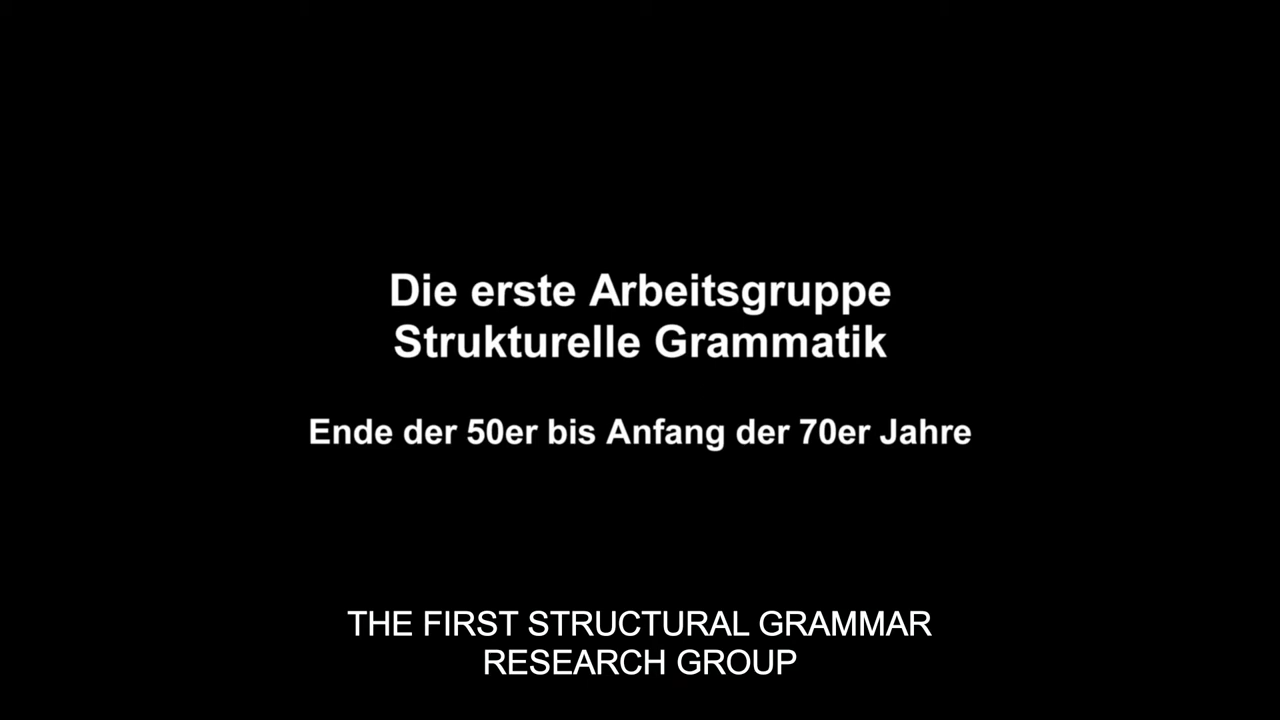 Die erste Arbeitsgruppe
Strukturelle Grammatik
Ende der 50er bis Anfang der 70er Jahre
THE FIRST STRUCTURAL GRAMMAR
RESEARCH GROUP